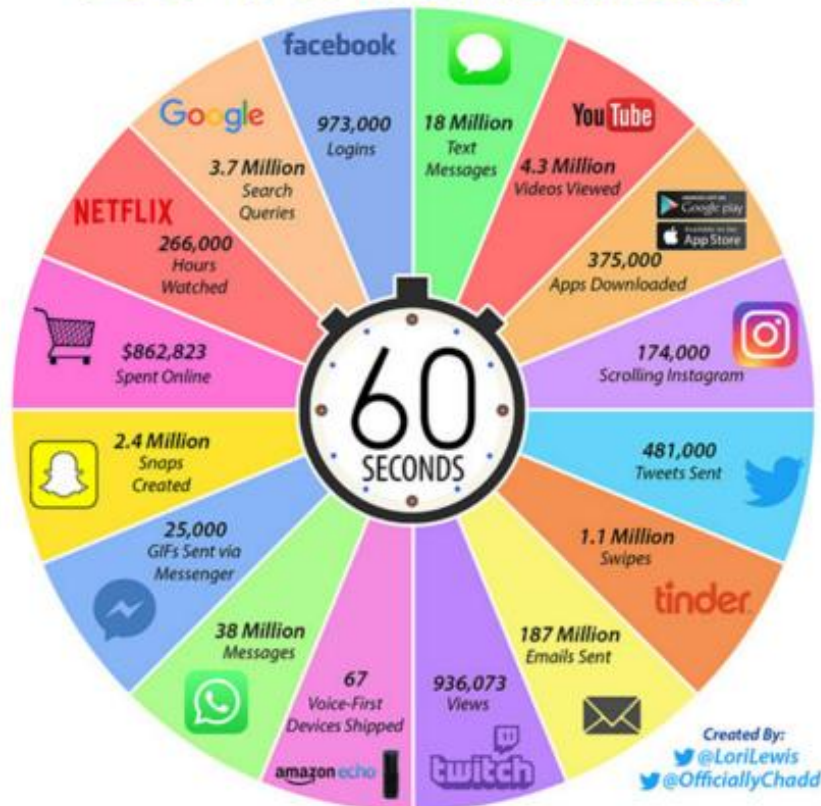 facebook
973,000
Logins
18 Million
Text
Messages
YouTube
4.3 Million
Videos Viewed
Google play
App Store
375,000
Apps Downloaded
174,000
Scrolling Instagram
481,000
Tweets Sent
1.1 Million
Swipes
tinder
187 Million
Emails Sent
936,073
Views
twitch
67
Voice-First
Devices Shipped
amazon echo
38 Million
Messages
25,000
GIFs Sent via
Messenger
2.4 Million
Snaps
Created
$862,823
Spent Online
NETFLIX
266,000
Hours
Watched
Google
3.7 Million
Search
Queries
60
SECONDS
Created By:
@LoriLewis
@OfficiallyChadd